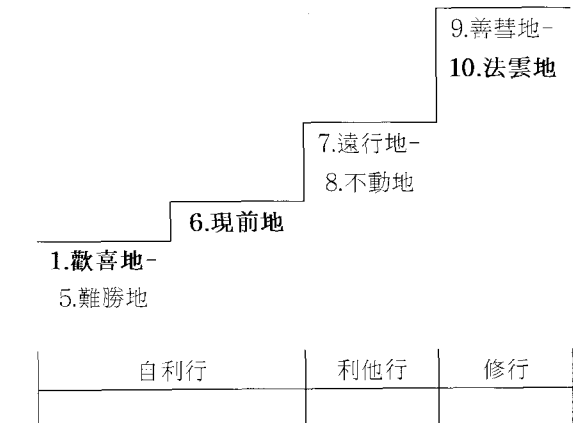 9.善彗地-
10.法雲地
7.遠行地-
8.不動地
6.現前地
1.歡喜地-
5.難勝地
自利行 利他行 修行